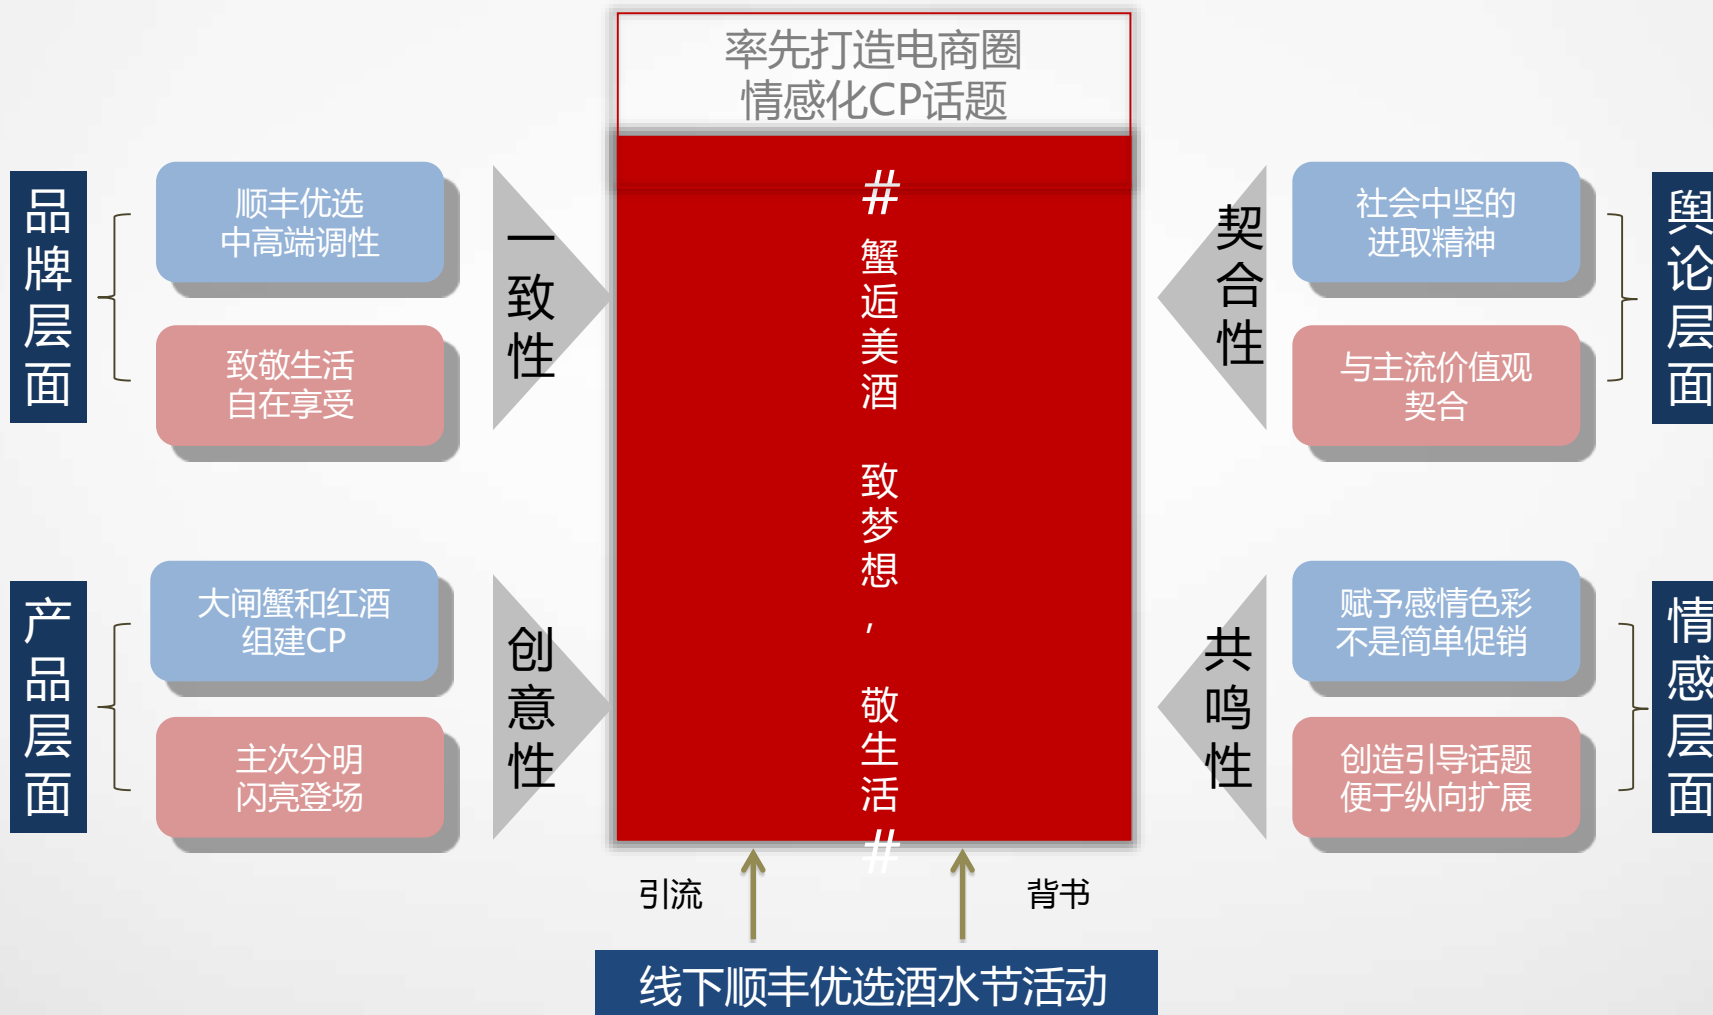 率先打造电商圈
情感化CP话题
品牌层面
顺丰优选
中高端调性
致敬生活
自在享受
一致性
产品层面
大闸蟹和红酒
组建CP
主次分明
闪亮登场
创意性
#蟹逅美酒 致梦想，敬生活#
契合性
社会中坚的
进取精神
与主流价值观
契合
舆论层面
共鸣性
赋予感情色彩
不是简单促销
创造引导话题
便于纵向扩展
情感层面
引流
背书
线下顺丰优选酒水节活动